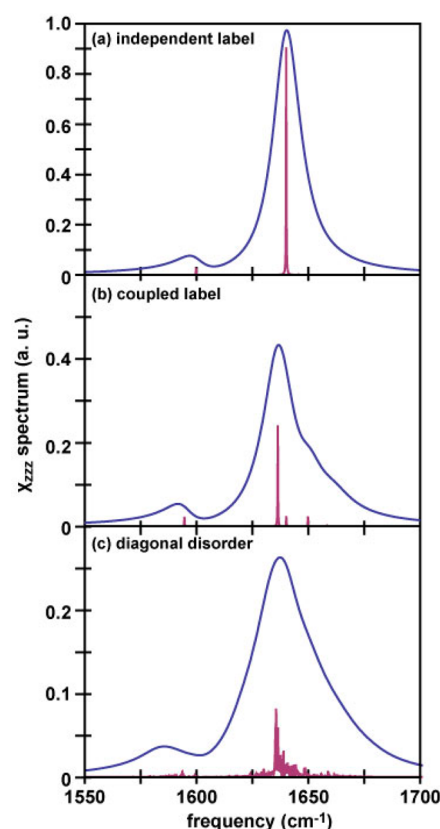 (a) independent label
1.0
0.8
0.6
0.4
0.2
0
(b) coupled label
0.4
0.2
0
(c) diagonal disorder
0.2
0.1
0
χzzz spectrum (a. u.)
1550 1600 1650 1700
frequency (cm-1)